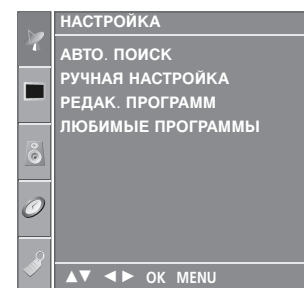 НАСТРОЙКА
АВТО. ПОИСК
РУЧНАЯ НАСТРОЙКА
РЕДАК. ПРОГРАММ
ЛЮБИМЫЕ ПРОГРАММЫ
▲▼ ◄► OK MENU